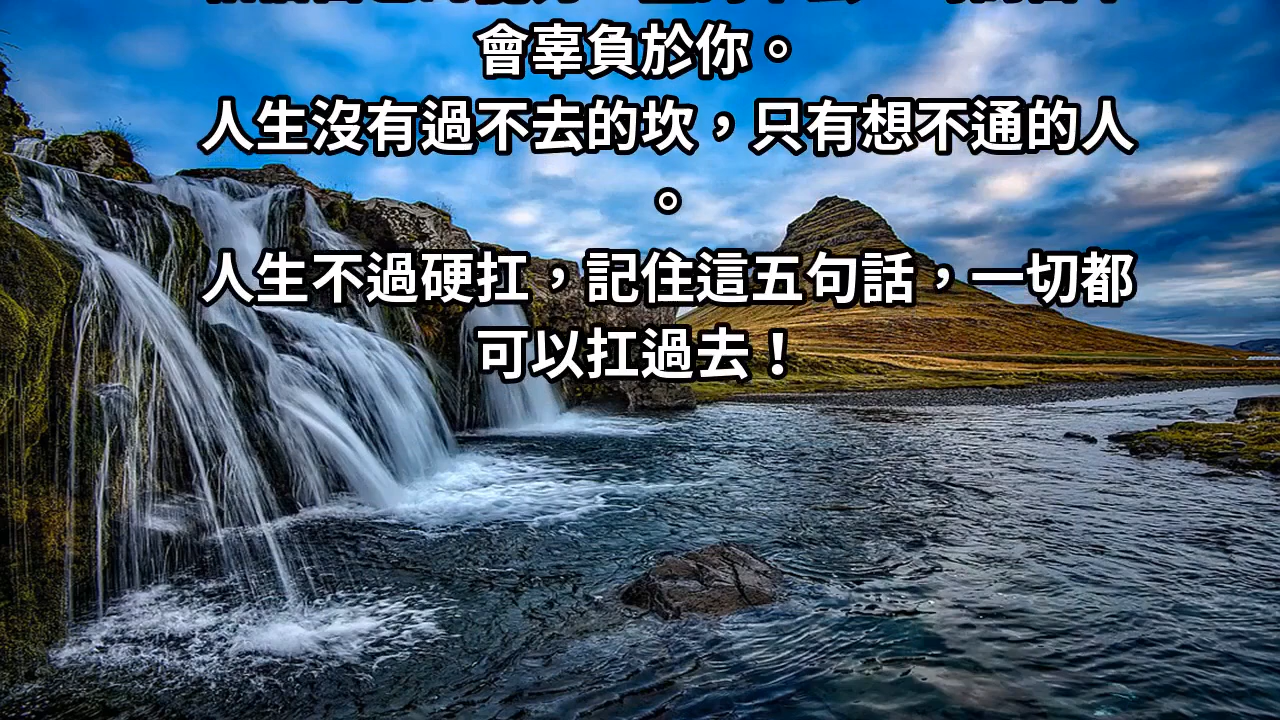 會辜負於你。
人生沒有過不去的坎，只有想不通的人
。
人生不過硬扛，記住這五句話，一切都
可以扛過去！